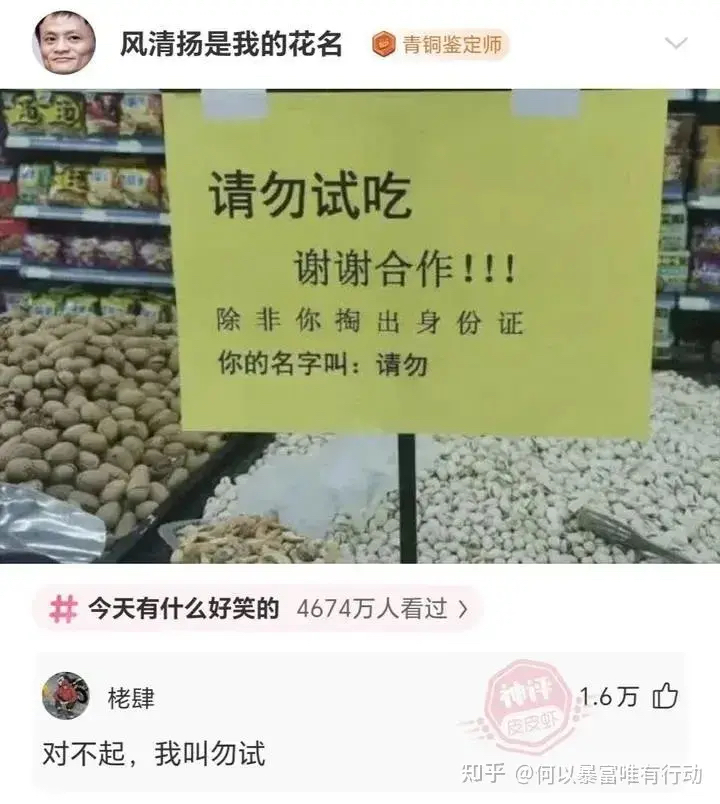 风清扬是我的花名
青铜鉴定师
请勿试吃
谢谢合作!!!
除非你掏出身份证
你的名字叫：请勿
今天有什么好笑的 4674万人看过
栳肆
神评
皮皮虾
1.6万
对不起，我叫勿试
知乎 @何以暴富唯有行动